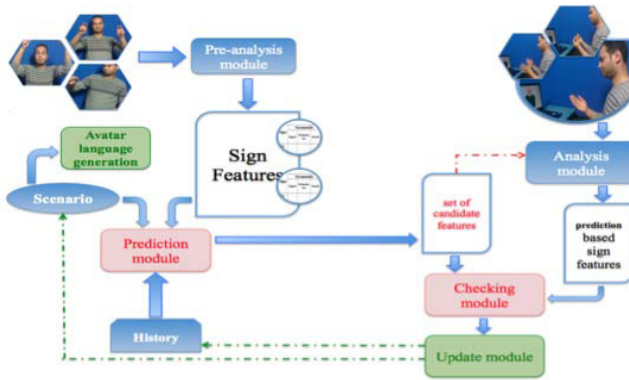 Pre-analysis
module
Avatar
language
generation
Sign
Features
Scenario
Prediction
module
History
set of
candidate
features
Analysis
module
prediction
based
sign
features
Checking
module
Update module